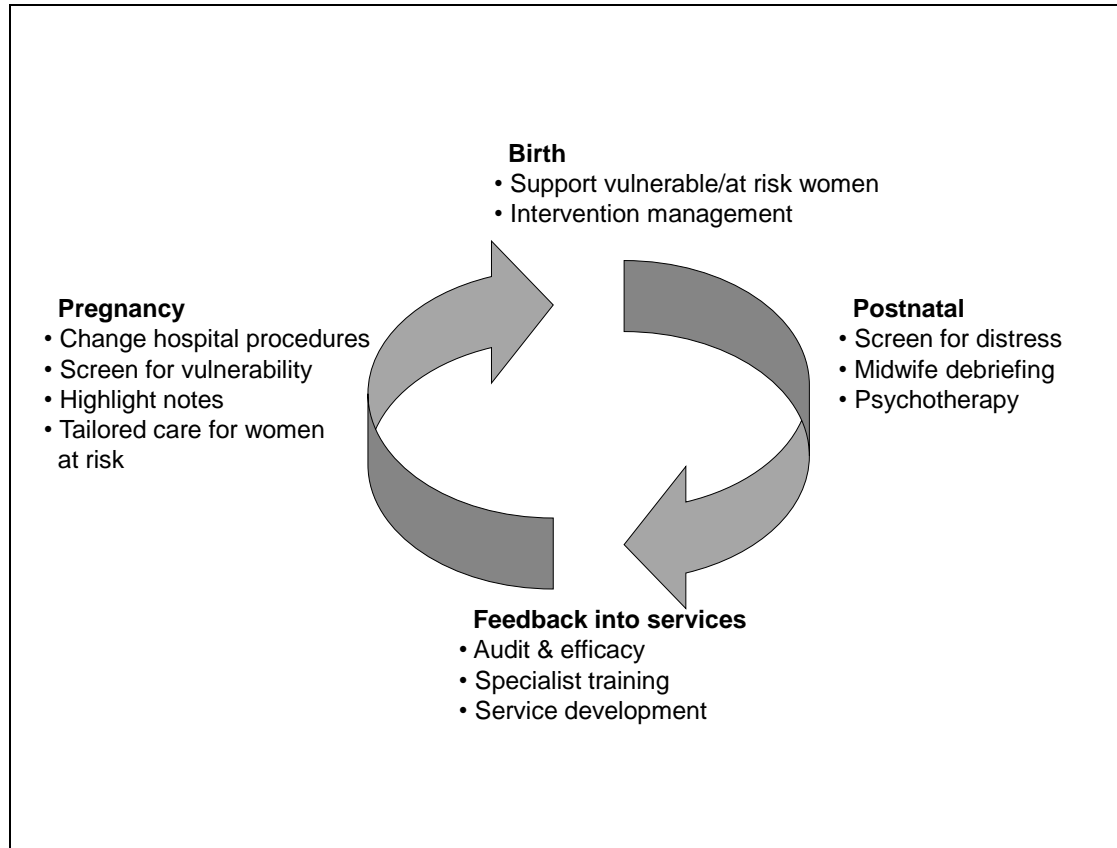 Birth
• Support vulnerable/at risk women
• Intervention management
Pregnancy
• Change hospital procedures
• Screen for vulnerability
• Highlight notes
• Tailored care for women
at risk
Postnatal
• Screen for distress
• Midwife debriefing
• Psychotherapy
Feedback into services
• Audit & efficacy
• Specialist training
• Service development